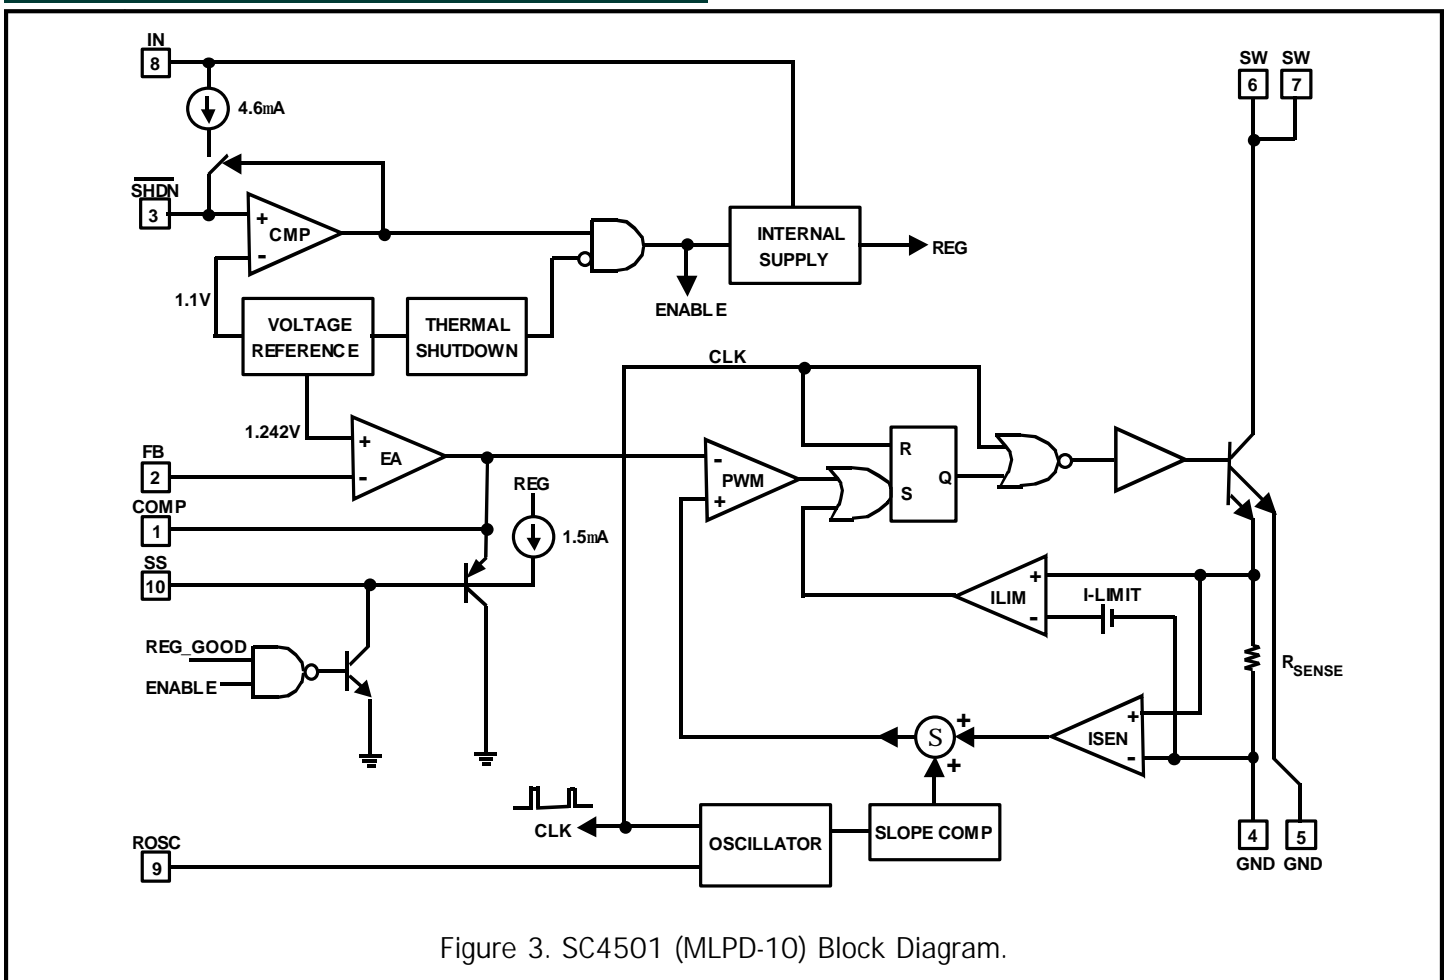 IN
8
4.6mA
SHDN
3
+
CMP
-
1.1V
VOLTAGE
REFERENCE
THERMAL
SHUTDOWN
ENABLE
INTERNAL
SUPPLY
REG
SW
6
SW
7
CLK
1.242V
FB
2
+
EA
-
COMP
1
SS
10
REG
1.5mA
REG_GOOD
ENABLE
-
PWM
+
R
S
Q
+
ILIM
-
I-LIMIT
RSENSE
+
ISEN
-
S
+
+
CLK
ROSC
9
OSCILLATOR
SLOPE COMP
4
GND
5
GND
Figure 3. SC4501 (MLPD-10) Block Diagram.